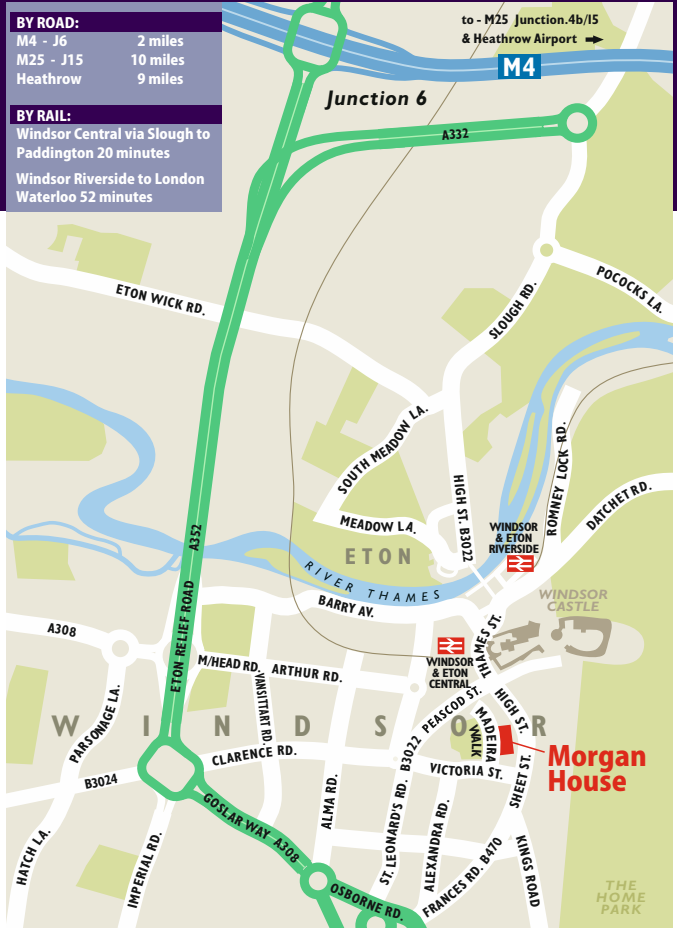 BY ROAD:
M4 - J6 2 miles
M25 - J15 10 miles
Heathrow 9 miles
BY RAIL:
Windsor Central via Slough to
Paddington 20 minutes
Windsor Riverside to London
Waterloo 52 minutes
to - M25 Junction.4b/I5
& Heathrow Airport
M4
Junction 6
A332
ETON WICK RD.
POCOCKS LA.
SLOUGH RD.
SOUTH MEADOW LA.
HIGH ST. B3022
ROMNEY LOCK RD.
DATCHET RD.
MEADOW LA.
WINDSOR
& ETON
RIVERSIDE
A352
ETON
RIVER THAMES
WINDSOR
CASTLE
BARRY AV.
ETON RELIEF ROAD
A308
THAMES ST.
M/HEAD RD.
ARTHUR RD.
WINDSOR
& ETON
CENTRAL
VANSITTART RD.
PARSONAGE LA.
PEASCOD ST.
HIGH ST.
MADEIRA
WALK
WINDSOR
Morgan
House
CLARENCE RD.
B3022
VICTORIA ST.
SHEET ST.
B3024
GOSLAR WAY A308
ALMA RD.
ST. LEONARD'S RD.
ALEXANDRA RD.
HATCH LA.
IMPERIAL RD.
FRANCES RD. B470
KINGS ROAD
OSBORNE RD.
THE
HOME
PARK